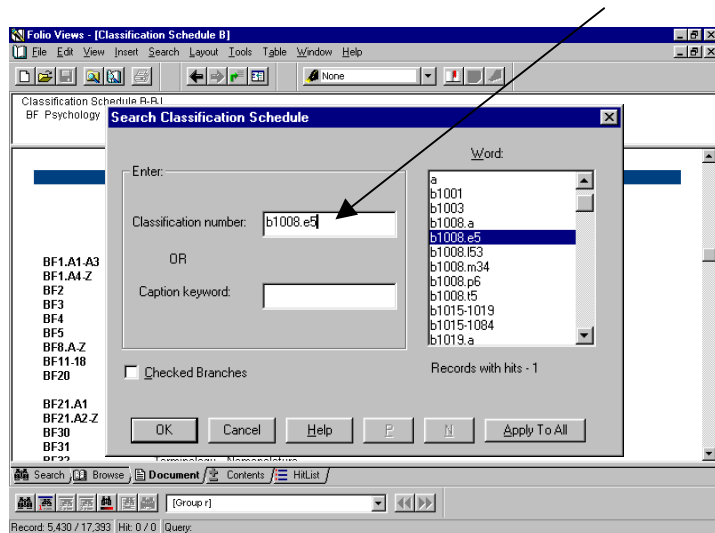 Folio Views - [Classification Schedule B]
File Edit View Insert Search Layout Tools Table Window Help
None
Classification Schedule B-BJ
BF Psychology
Search Classification Schedule
Enter:
Classification number: b1008.e5
OR
Caption keyword:
Checked Branches
Word:
a
b1001
b1003
b1008.a
b1008.e5
b1008.l53
b1008.m34
b1008.p6
b1008.t5
b1015-1019
b1015-1084
b1019.a
Records with hits - 1
OK Cancel Help P N Apply To All
BF1.A1-A3
BF1.A4-Z
BF2
BF3
BF4
BF5
BF8.A-Z
BF11-18
BF20
BF21.A1
BF21.A2-Z
BF30
BF31
BF32 Terminology. Nomenclature
Search Browse Document Contents HitList
[Group r]
Record: 5,430 / 17,393 Hit: 0 / 0 Query: